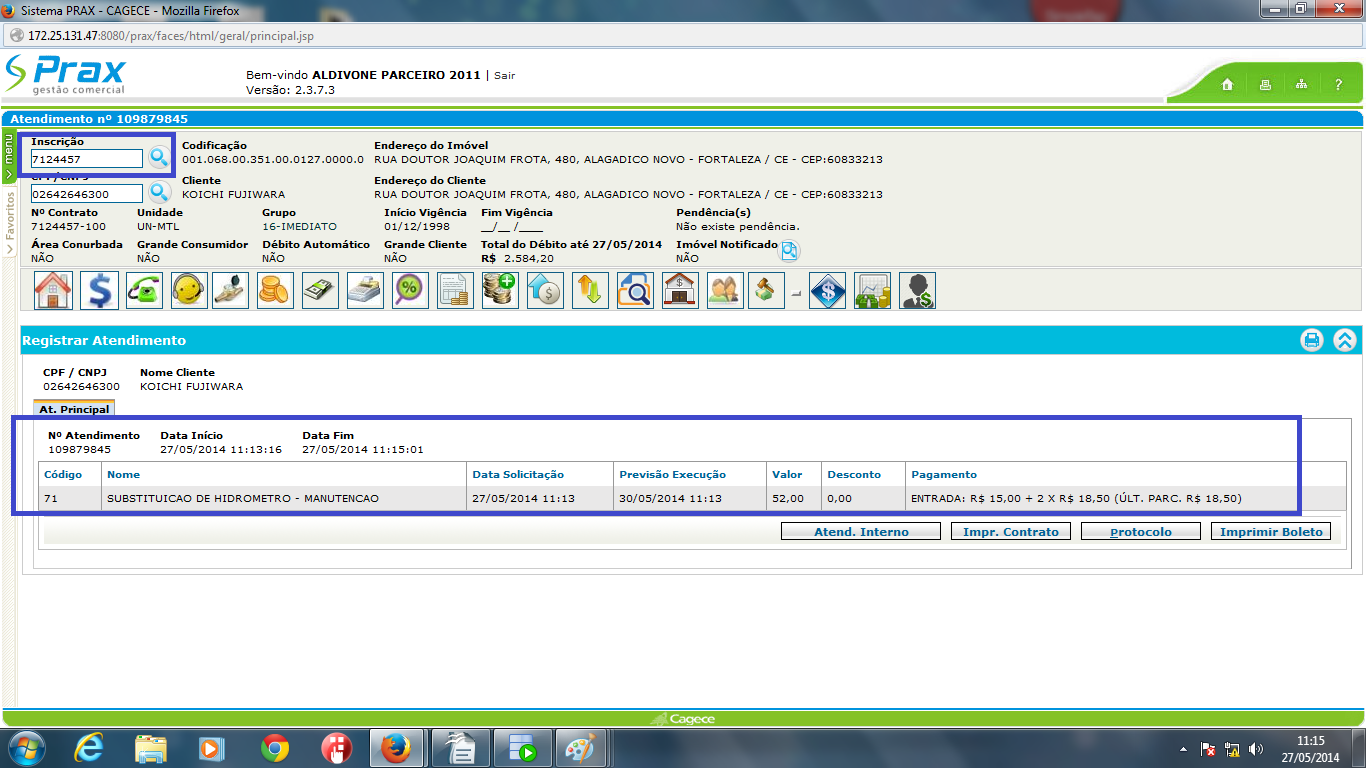 Sistema PRAX - CAGECE - Mozilla Firefox
172.25.131.47:8080/prax/faces/html/geral/principal.jsp
Prax
gestão comercial
Bem-vindo ALDIVONE PARCEIRO 2011 | Sair
Versão: 2.3.7.3
?
Atendimento nº 109879845
menu
Favoritos
Inscrição
7124457
Codificação
001.068.00.351.00.0127.0000.0
Endereço do Imóvel
RUA DOUTOR JOAQUIM FROTA, 480, ALAGADICO NOVO - FORTALEZA / CE - CEP:60833213
CPF/CNPJ
02642646300
Cliente
KOICHI FUJIWARA
Endereço do Cliente
RUA DOUTOR JOAQUIM FROTA, 480, ALAGADICO NOVO - FORTALEZA / CE - CEP:60833213
Nº Contrato Unidade Grupo Início Vigência Fim Vigência Pendência(s)
7124457-100 UN-MTL 16-IMEDIATO 01/12/1998 __/__ /____ Não existe pendência.
Área Conurbada Grande Consumidor Débito Automático Grande Cliente Total do Débito até 27/05/2014 Imóvel Notificado
NÃO NÃO NÃO NÃO R$ 2.584,20 NÃO
Registrar Atendimento
CPF / CNPJ Nome Cliente
02642646300 KOICHI FUJIWARA
At. Principal
Nº Atendimento Data Início Data Fim
109879845 27/05/2014 11:13:16 27/05/2014 11:15:01
Código Nome Data Solicitação Previsão Execução Valor Desconto Pagamento
71 SUBSTITUICAO DE HIDROMETRO - MANUTENCAO 27/05/2014 11:13 30/05/2014 11:13 52,00 0,00 ENTRADA: R$ 15,00 + 2 X R$ 18,50 (ÚLT. PARC. R$ 18,50)
Atend. Interno Impr. Contrato Protocolo Imprimir Boleto
Cagece
11:15
27/05/2014